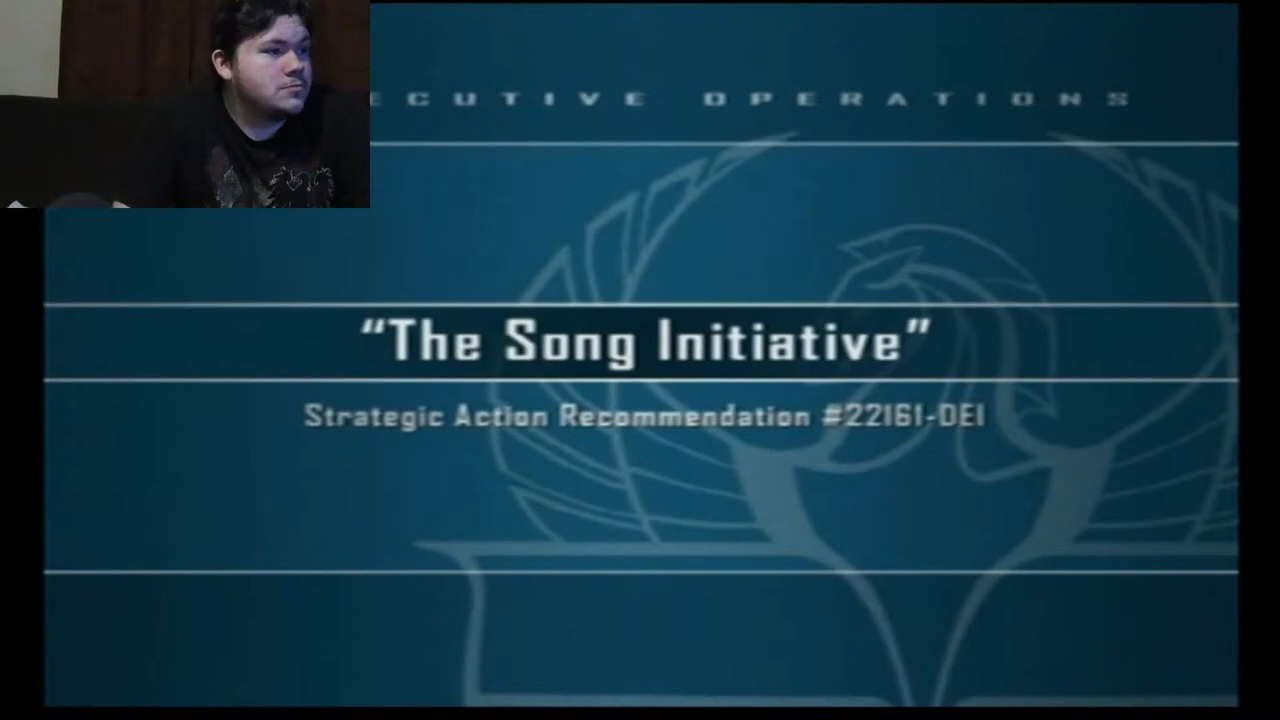 ECUTIVE OPERATIONS
“The Song Initiative”
Strategic Action Recommendation #22161-DEI